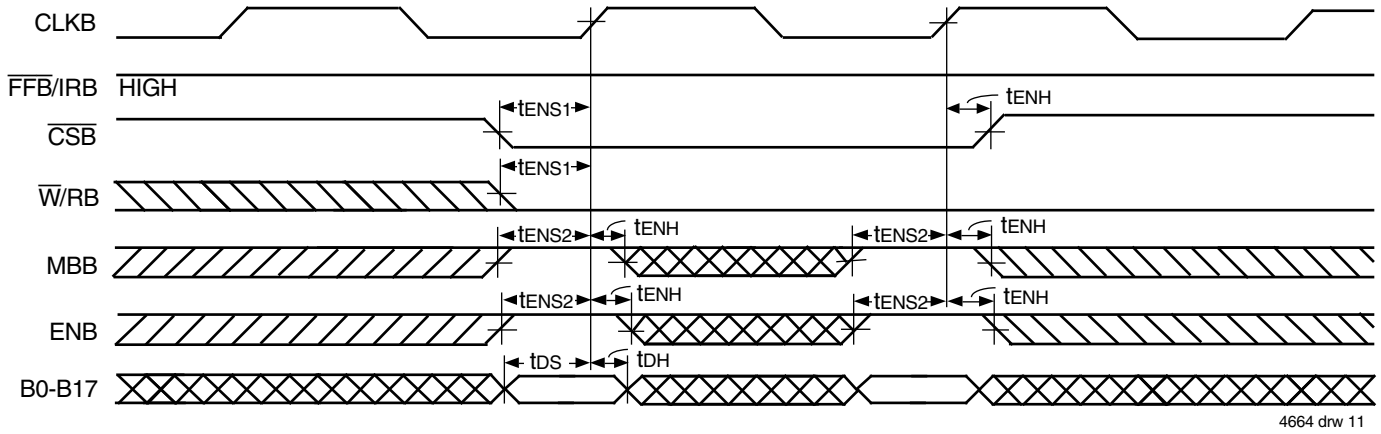 CLKB
FFB/IRB HIGH
tENS1 tENH
CSB
tENS1
W/RB
tENS2 tENH tENS2 tENH
MBB
tENS2 tENH tENS2 tENH
ENB
tDS tDH
B0-B17
4664 drw 11